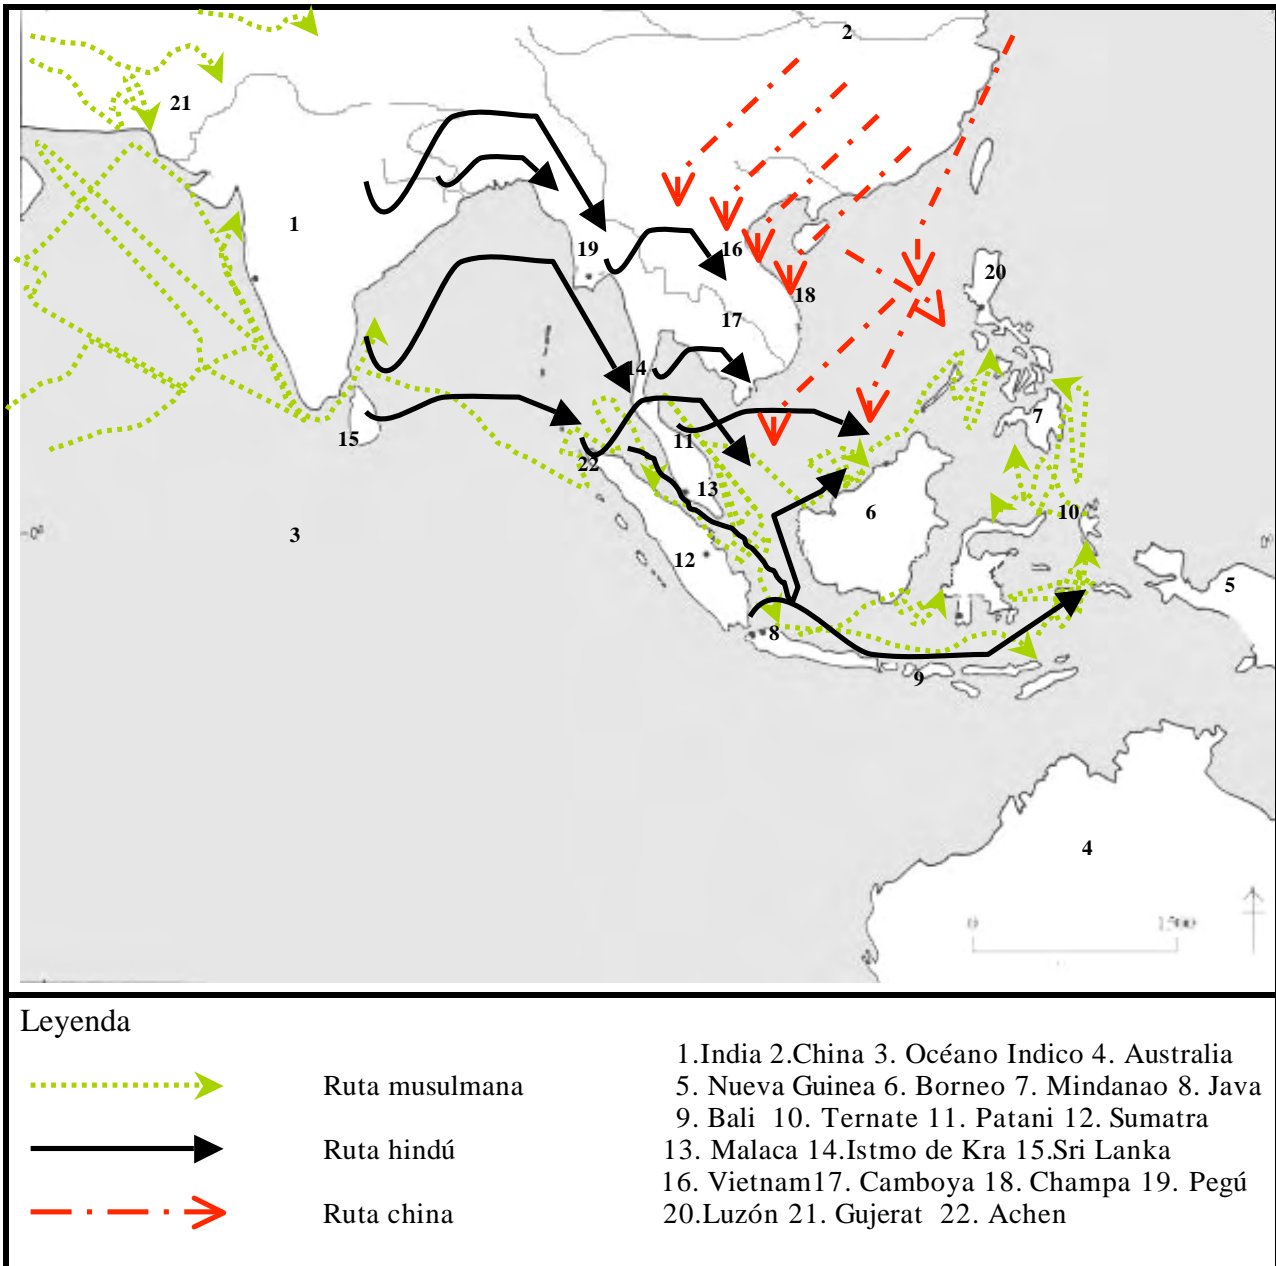 2
21
1
19
16
20
18
17
14
7
15
11
22
13
3
6
10
0°
12
5
8
9
4
0 1500
Leyenda
Ruta musulmana
Ruta hindú
Ruta china
1.India 2.China 3. Océano Indico 4. Australia
5. Nueva Guinea 6. Borneo 7. Mindanao 8. Java
9. Bali 10. Ternate 11. Patani 12. Sumatra
13. Malaca 14.Istmo de Kra 15.Sri Lanka
16. Vietnam17. Camboya 18. Champa 19. Pegú
20.Luzón 21. Gujerat 22. Achen